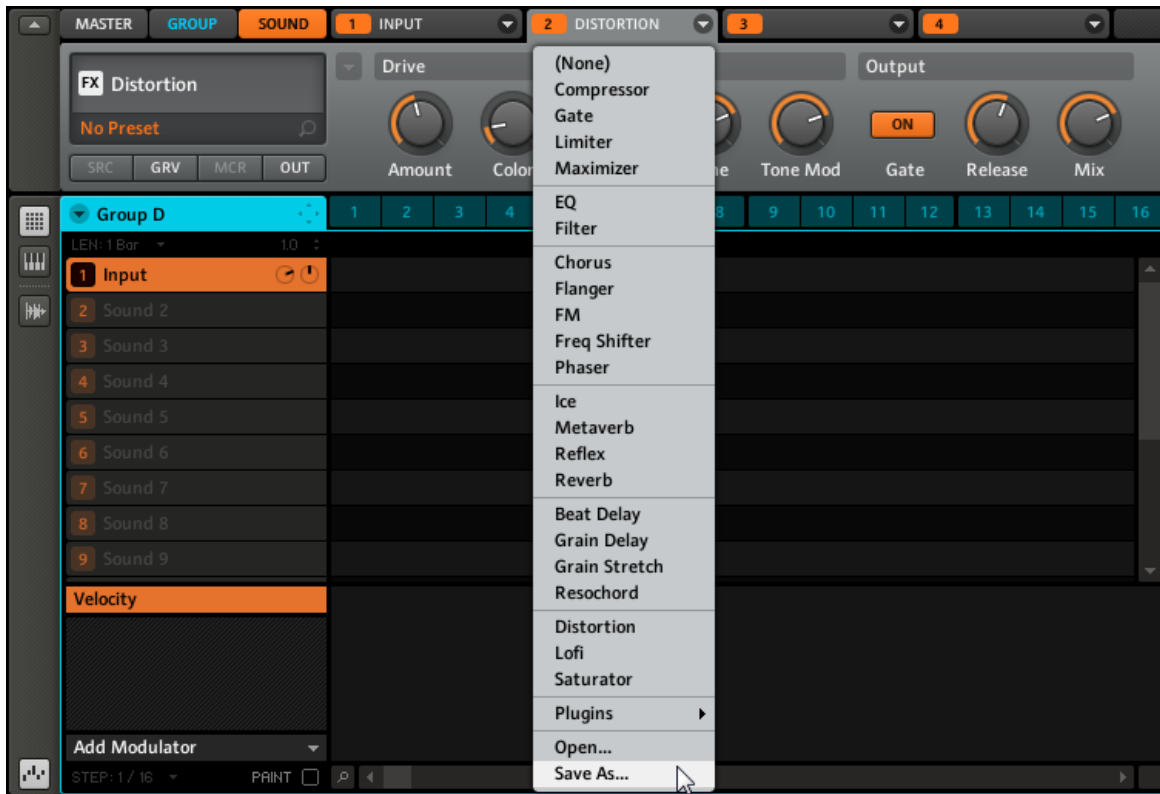 MASTER GROUP SOUND 1 INPUT 2 DISTORTION 3 4
FX Distortion
No Preset
SRC GRV MCR OUT
Drive
Amount
Tone Mod
Output
ON
Gate
Release
Mix
(None)
Compressor
Gate
Limiter
Maximizer
EQ
Filter
Chorus
Flanger
FM
Freq Shifter
Phaser
Ice
Metaverb
Reflex
Reverb
Beat Delay
Grain Delay
Grain Stretch
Resochord
Distortion
Lofi
Saturator
Plugins
Open...
Save As...
Group D
1 2 3 4 8 9 10 11 12 13 14 15 16
LEN: 1 Bar 1.0
1 Input
2 Sound 2
3 Sound 3
4 Sound 4
5 Sound 5
6 Sound 6
7 Sound 7
8 Sound 8
9 Sound 9
Velocity
Add Modulator
STEP: 1 / 16 PAINT